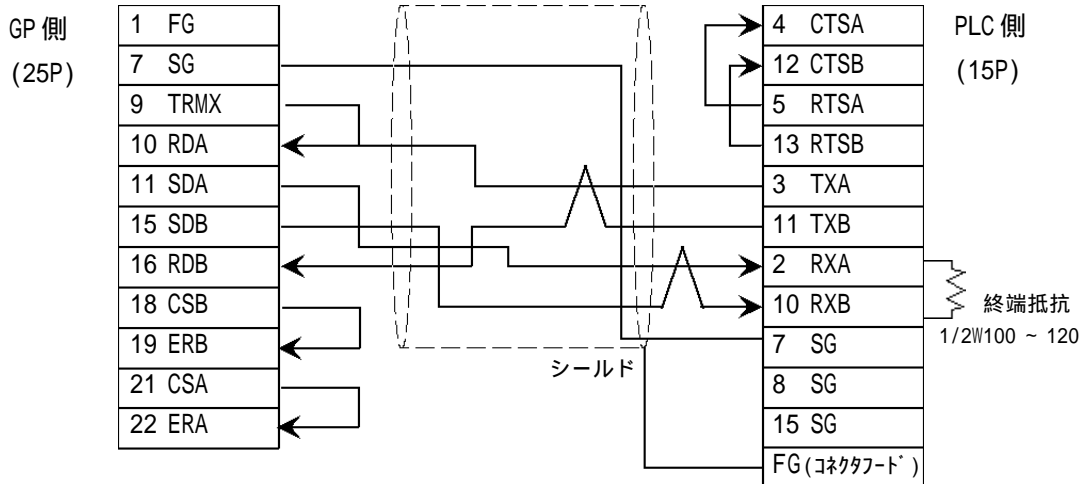 GP 側
(25P)
1 FG
7 SG
9 TRMX
10 RDA
11 SDA
15 SDB
16 RDB
18 CSB
19 ERB
21 CSA
22 ERA
シールド
4 CTSA
12 CTSB
5 RTSA
13 RTSB
3 TXA
11 TXB
2 RXA
10 RXB
7 SG
8 SG
15 SG
FG(ｺﾈｸﾀﾌｰﾄﾞ)
PLC 側
(15P)
終端抵抗
1/2W100 ~ 120